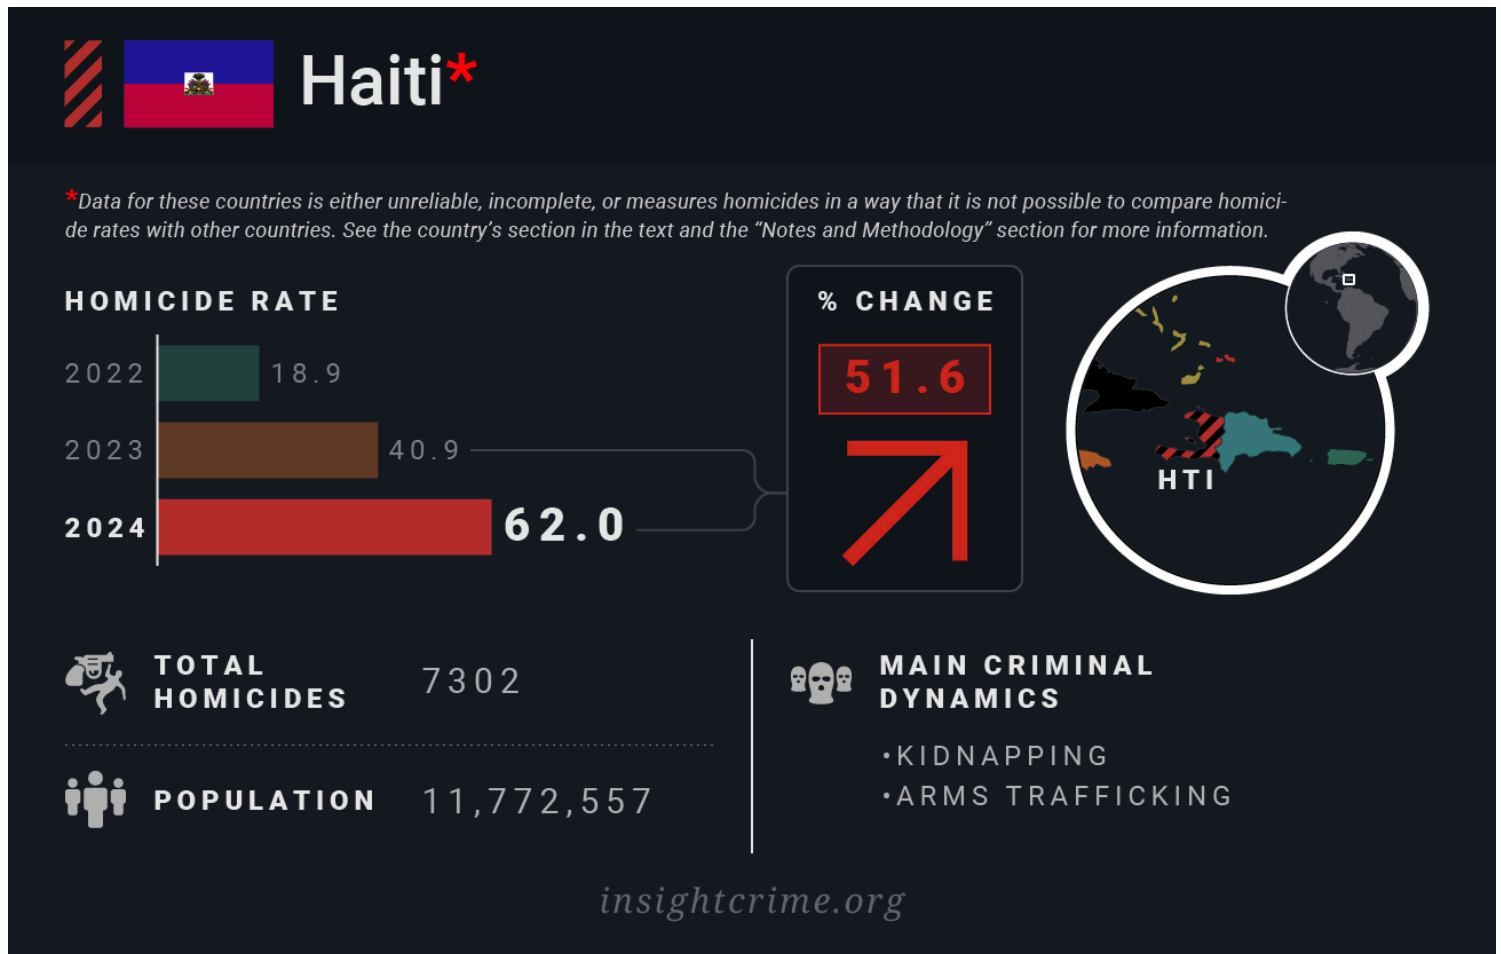 Haiti*
*Data for these countries is either unreliable, incomplete, or measures homicides in a way that it is not possible to compare homici-
de rates with other countries. See the country’s section in the text and the “Notes and Methodology” section for more information.
HOMICIDE RATE
2022 18.9
2023 40.9
2024 62.0
% CHANGE
51.6
HTI
TOTAL
HOMICIDES
7302
POPULATION 11,772,557
MAIN CRIMINAL
DYNAMICS
•KIDNAPPING
•ARMS TRAFFICKING
insightcrime.org